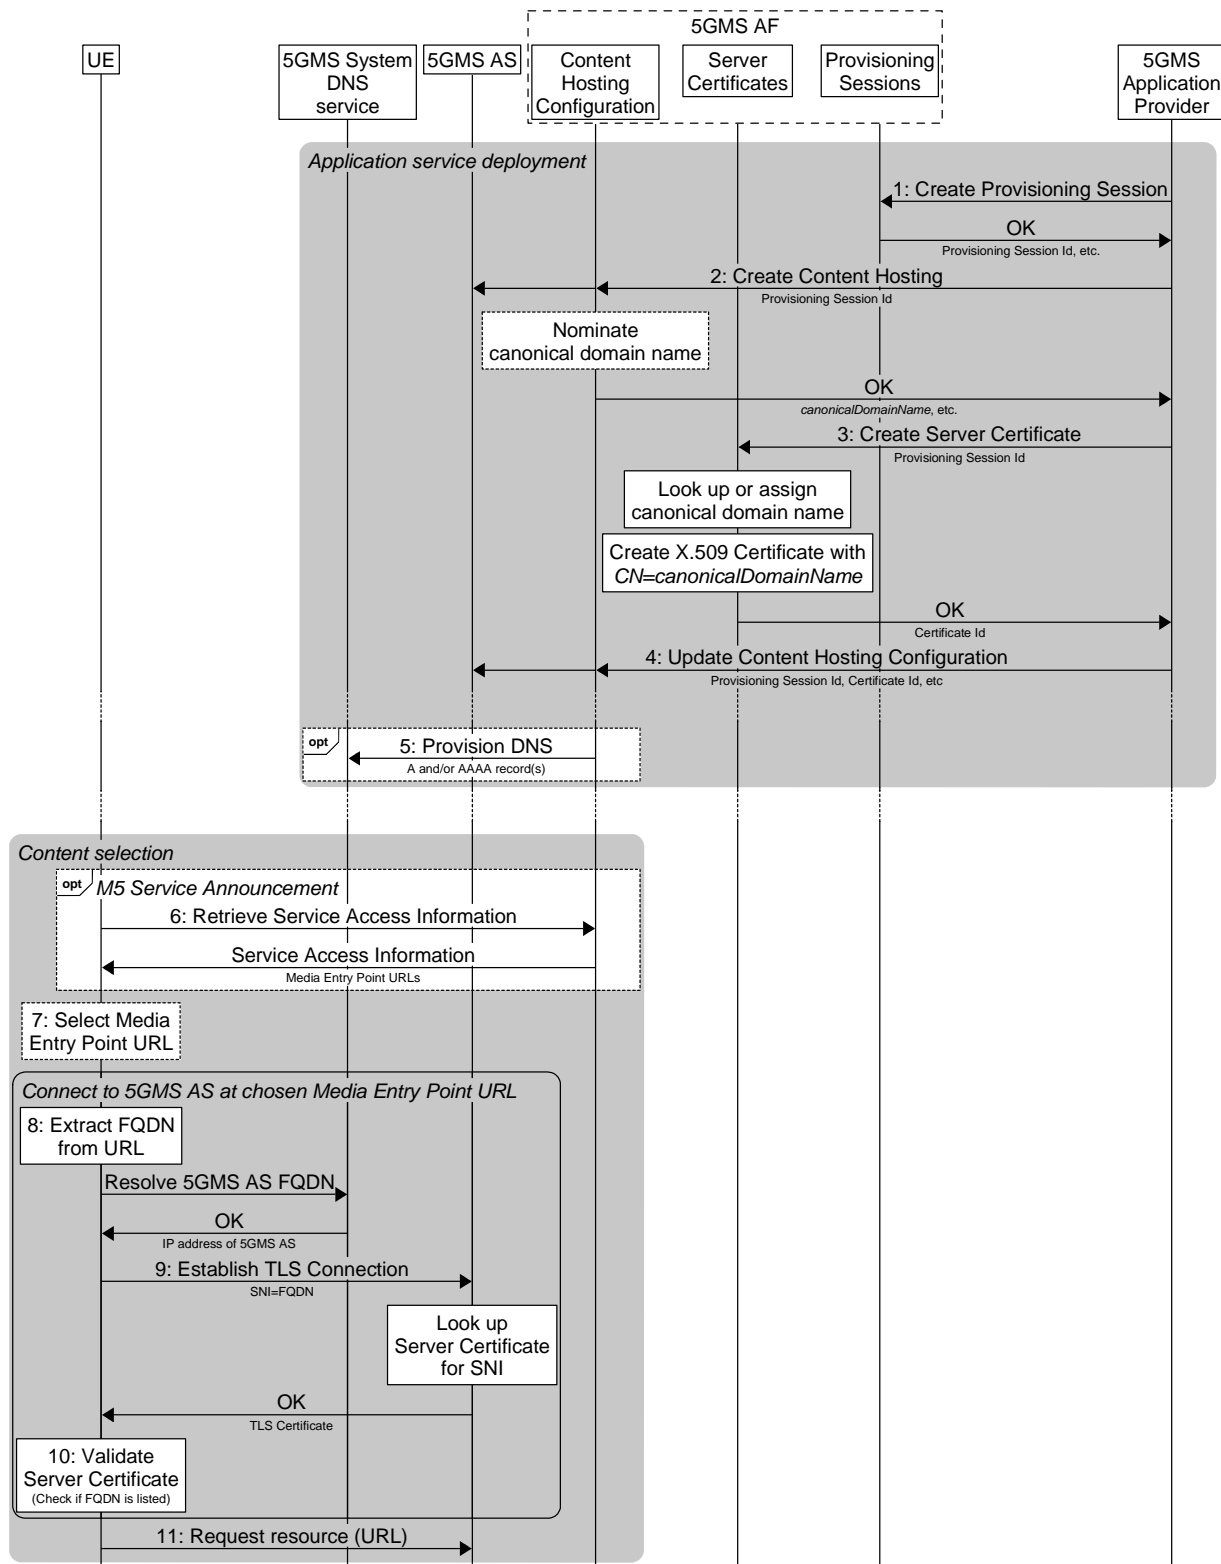 5GMS AF
UE
5GMS System
DNS
service
5GMS AS
Content
Hosting
Configuration
Server
Certificates
Provisioning
Sessions
5GMS
Application
Provider
Application service deployment
1: Create Provisioning Session
OK
Provisioning Session Id, etc.
2: Create Content Hosting
Provisioning Session Id
Nominate
canonical domain name
OK
canonicalDomainName, etc.
3: Create Server Certificate
Provisioning Session Id
Look up or assign
canonical domain name
Create X.509 Certificate with
CN=canonicalDomainName
OK
Certificate Id
4: Update Content Hosting Configuration
Provisioning Session Id, Certificate Id, etc
opt
5: Provision DNS
A and/or AAAA record(s)
Content selection
opt
M5 Service Announcement
6: Retrieve Service Access Information
Service Access Information
Media Entry Point URLs
7: Select Media
Entry Point URL
Connect to 5GMS AS at chosen Media Entry Point URL
8: Extract FQDN
from URL
Resolve 5GMS AS FQDN
OK
IP address of 5GMS AS
9: Establish TLS Connection
SNI=FQDN
Look up
Server Certificate
for SNI
OK
TLS Certificate
10: Validate
Server Certificate
(Check if FQDN is listed)
11: Request resource (URL)